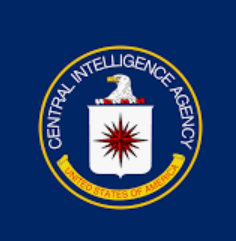 CENTRAL INTELLIGENCE AGENCY
UNITED STATES OF AMERICA